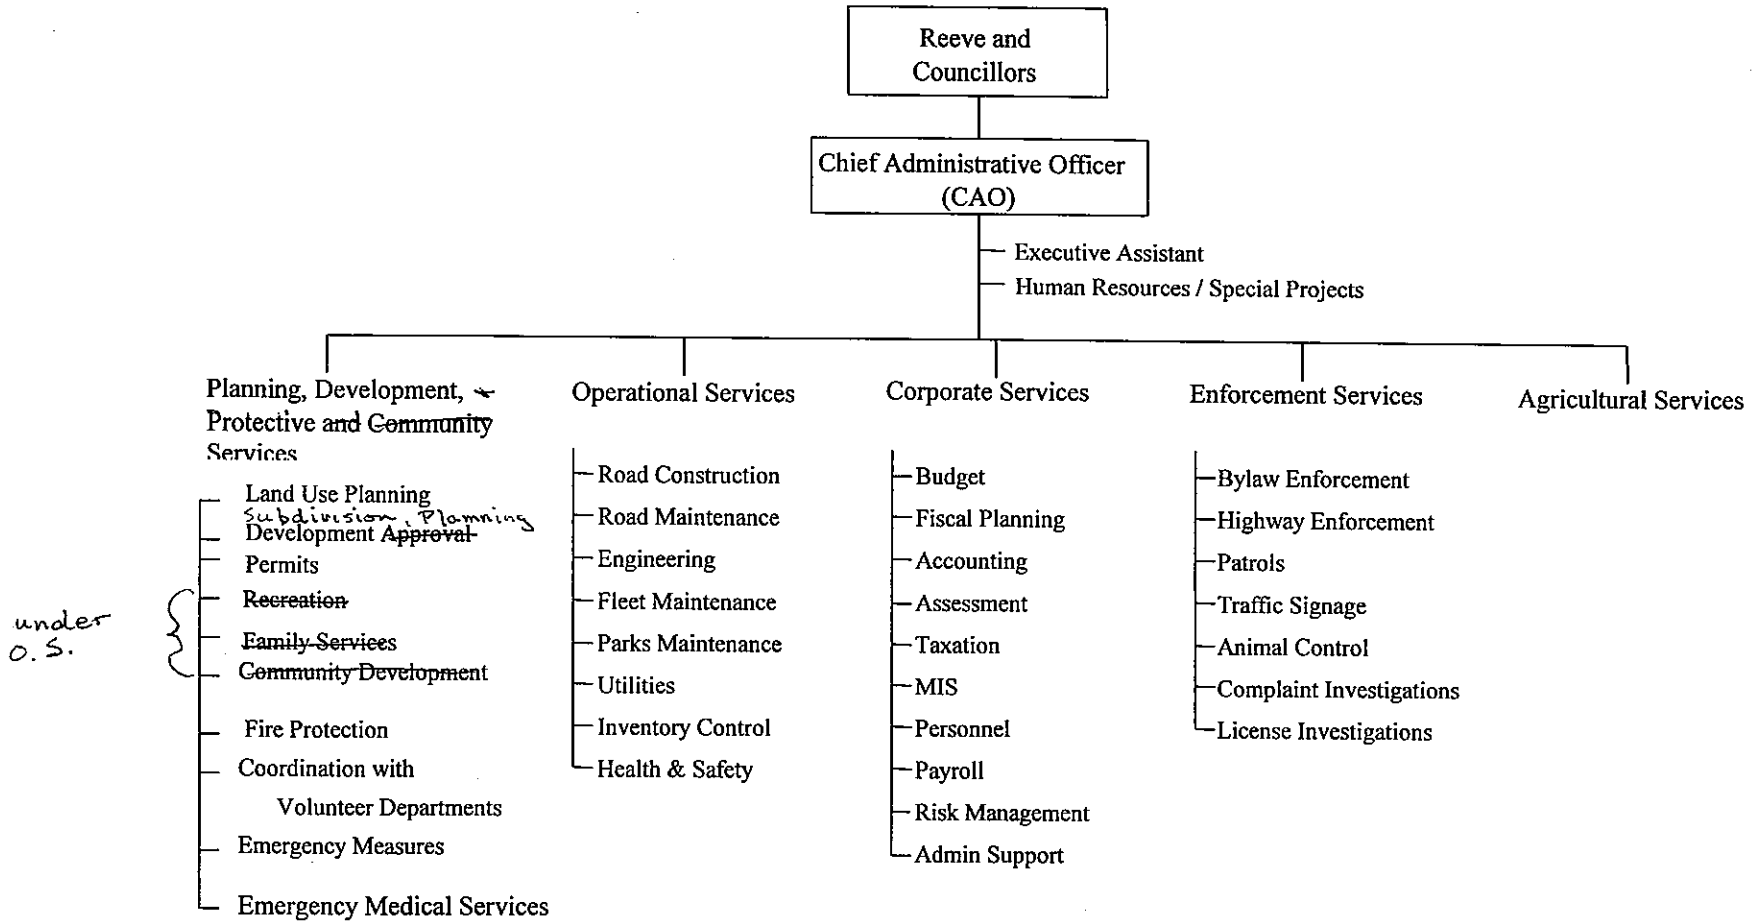 Reeve and
Councillors
Chief Administrative Officer
(CAO)
Executive Assistant
Human Resources / Special Projects
Planning, Development, +
Protective and Community
Services
Land Use Planning
Subdivision, Planning
Development Approval
Permits
Recreation
Family Services
Community Development
under
O.S.
Fire Protection
Coordination with
Volunteer Departments
Emergency Measures
Emergency Medical Services
Operational Services
Road Construction
Road Maintenance
Engineering
Fleet Maintenance
Parks Maintenance
Utilities
Inventory Control
Health & Safety
Corporate Services
Budget
Fiscal Planning
Accounting
Assessment
Taxation
MIS
Personnel
Payroll
Risk Management
Admin Support
Enforcement Services
Bylaw Enforcement
Highway Enforcement
Patrols
Traffic Signage
Animal Control
Complaint Investigations
License Investigations
Agricultural Services